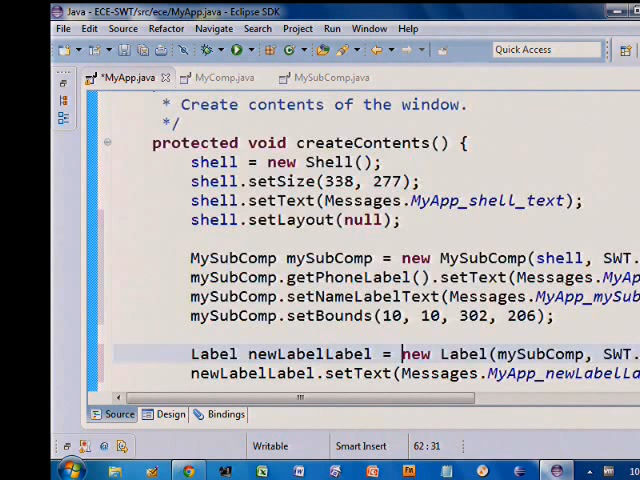 Java - ECE-SWT/src/ece/MyApp.java - Eclipse SDK
File Edit Source Refactor Navigate Search Project Run Window Help
Quick Access
*MyApp.java MyComp.java MySubComp.java
* Create contents of the window.
*/
protected void createContents() {
shell = new Shell();
shell.setSize(338, 277);
shell.setText(Messages.MyApp_shell_text);
shell.setLayout(null);
MySubComp mySubComp = new MySubComp(shell, SWT.
mySubComp.getPhoneLabel().setText(Messages.MyAp
mySubComp.setNameLabelText(Messages.MyApp_mySub
mySubComp.setBounds(10, 10, 302, 206);
Label newLabelLabel = new Label(mySubComp, SWT.
newLabelLabel.setText(Messages.MyApp_newLabelLa
Source Design Bindings
Writable Smart Insert 62 : 31
10